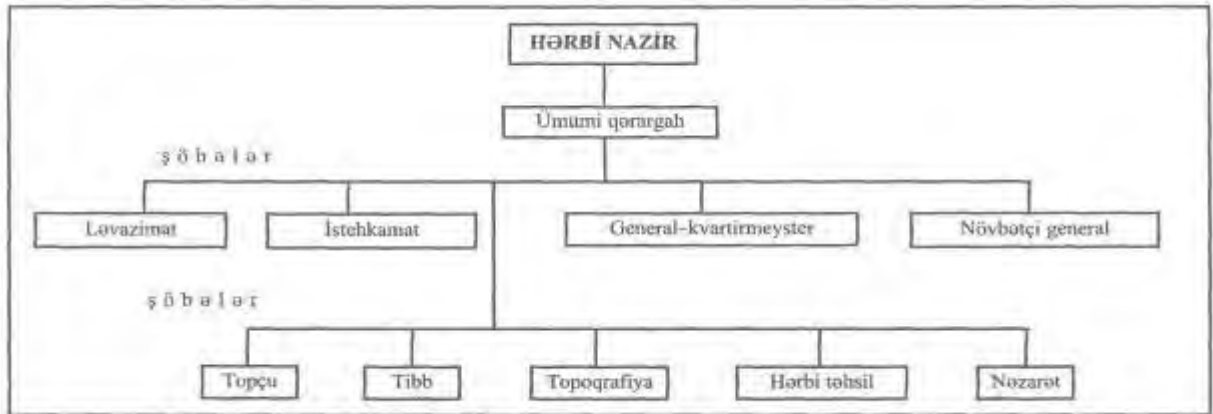 HƏRBİ NAZİR
Ümumi qərargah
şöbələr
Ləvazimat İstehkamat General-kvartirmeyster Növbətçi general
şöbələr
Topçu Tibb Topoqrafiya Hərbi təhsil Nəzarət